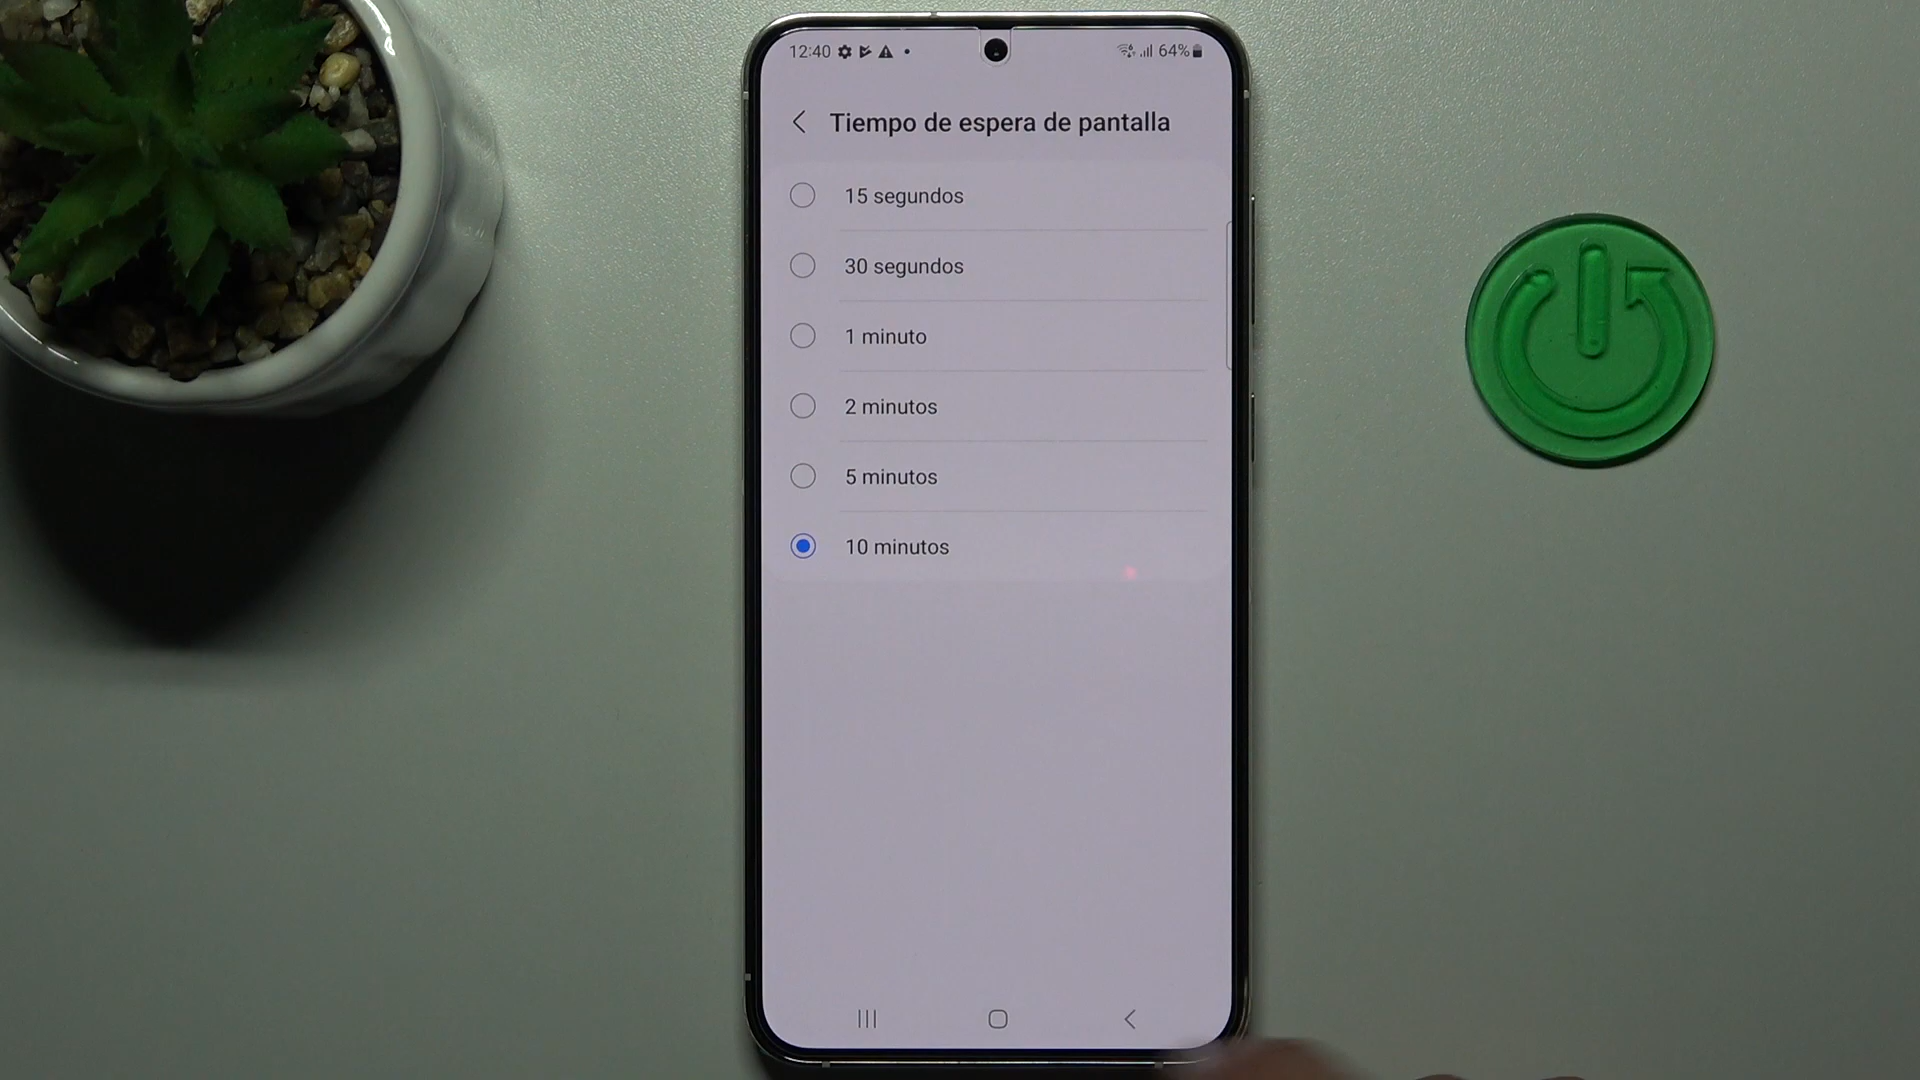 12:40
64%
Tiempo de espera de pantalla
15 segundos
30 segundos
1 minuto
2 minutos
5 minutos
10 minutos